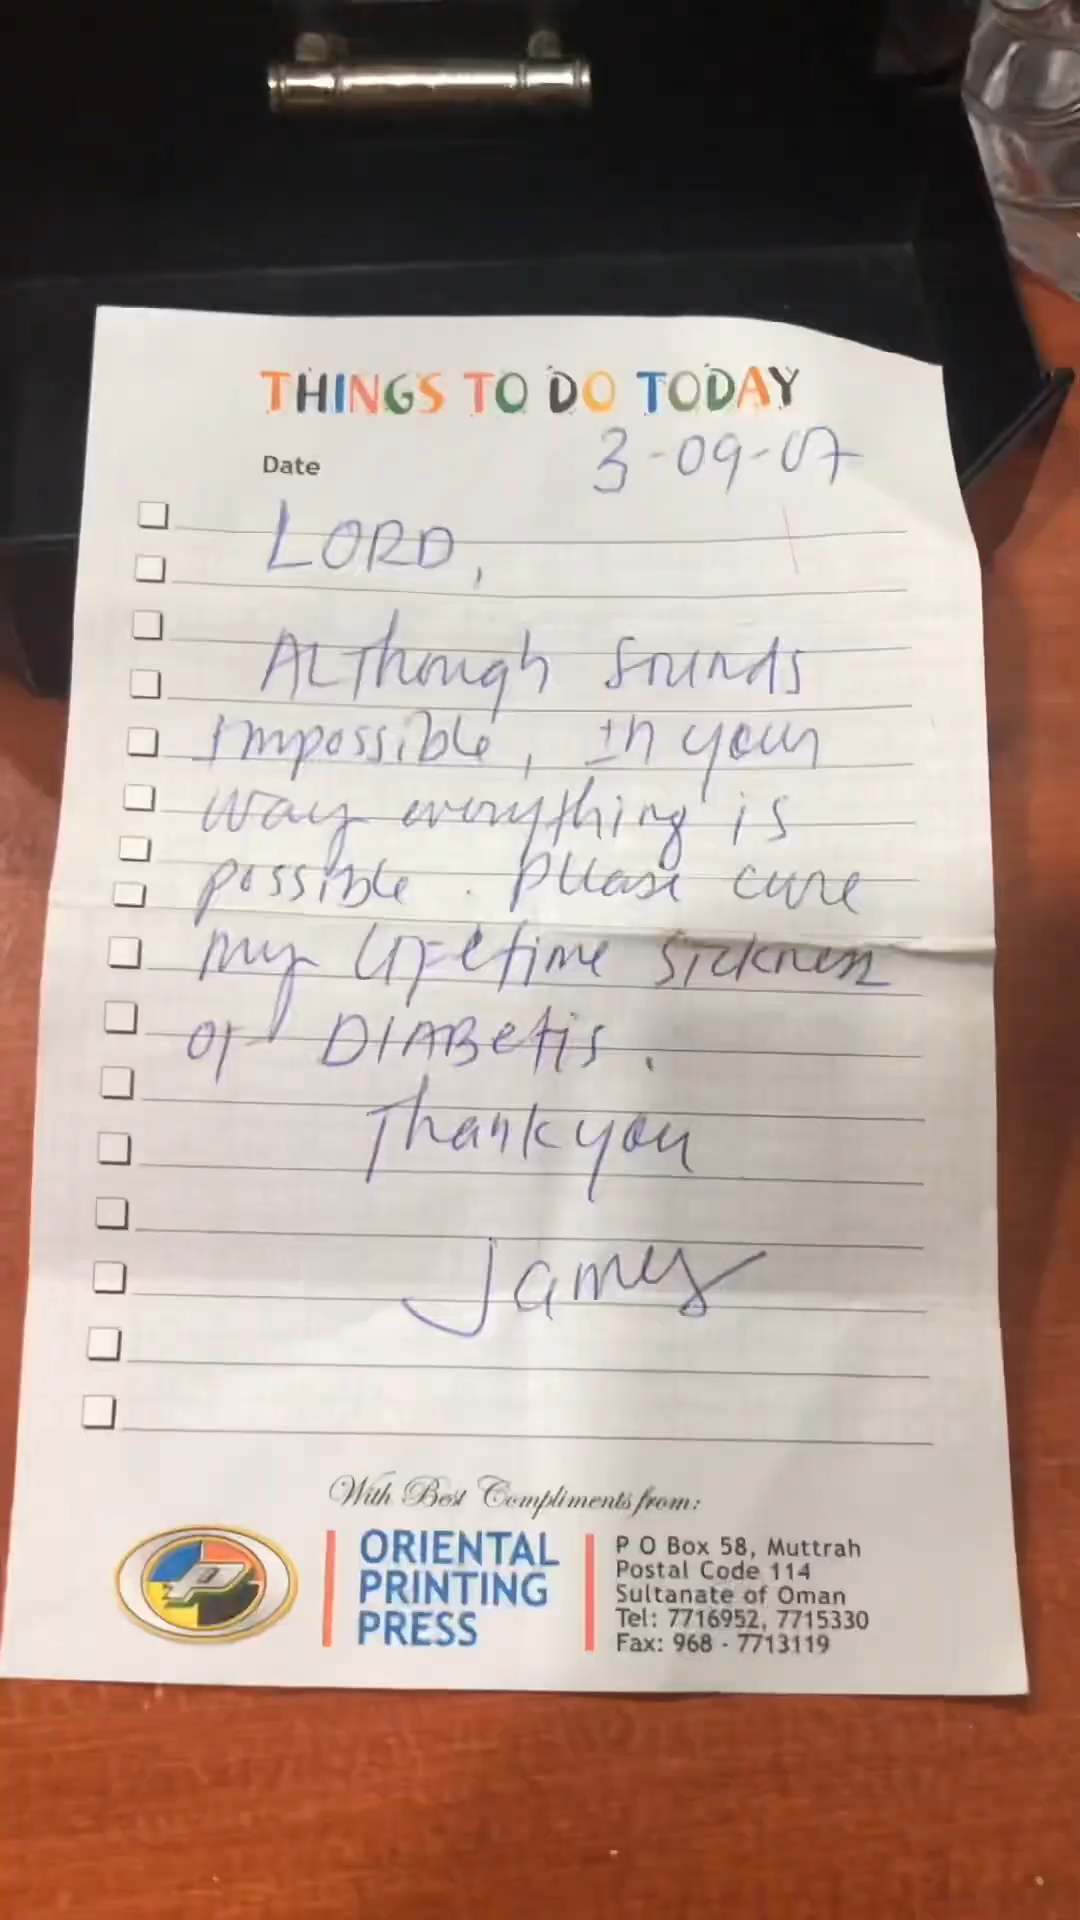 THINGS TO DO TODAY
Date 3-09-07
LORD,
ALThough sounds
Impossible, In your
way everything is
possible. Please cure
my Lifetime sickness
of DIABetis.
Thank you
James
With Best Compliments from:
ORIENTAL
PRINTING
PRESS
P O Box 58, Muttrah
Postal Code 114
Sultanate of Oman
Tel: 7716952, 7715330
Fax: 968 - 7713119